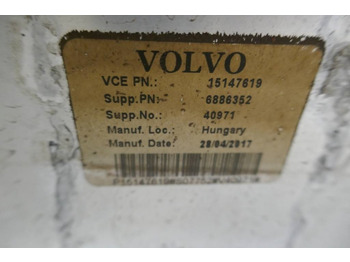 VOLVO
VCE PN.: 15147619
Supp.PN: 6886352
Supp.No.: 40971
Manuf. Loc.: Hungary
Manuf. Date: 28/04/2017